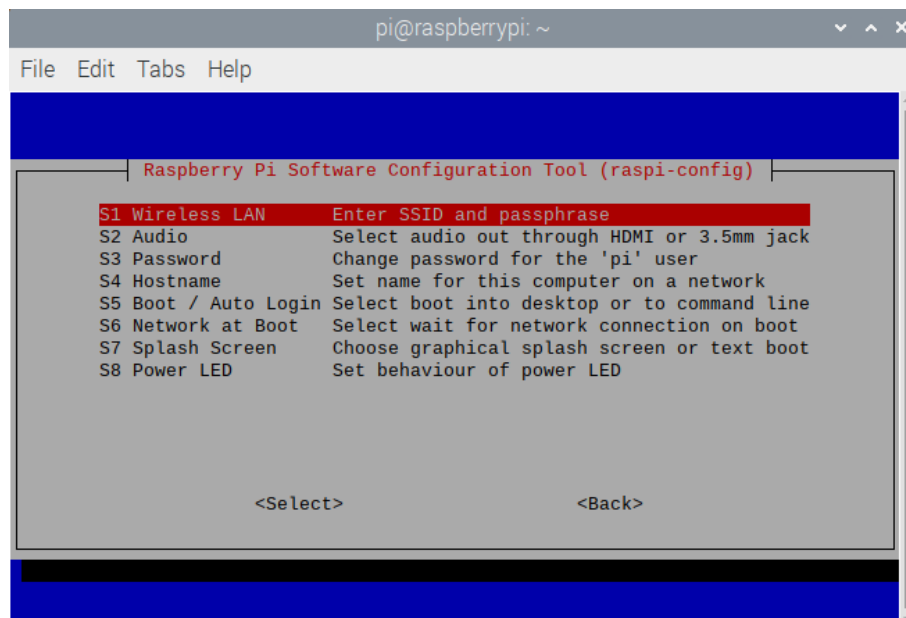 pi@raspberrypi: ~
File Edit Tabs Help
Raspberry Pi Software Configuration Tool (raspi-config)
S1 Wireless LAN Enter SSID and passphrase
S2 Audio Select audio out through HDMI or 3.5mm jack
S3 Password Change password for the 'pi' user
S4 Hostname Set name for this computer on a network
S5 Boot / Auto Login Select boot into desktop or to command line
S6 Network at Boot Select wait for network connection on boot
S7 Splash Screen Choose graphical splash screen or text boot
S8 Power LED Set behaviour of power LED
<Select> <Back>